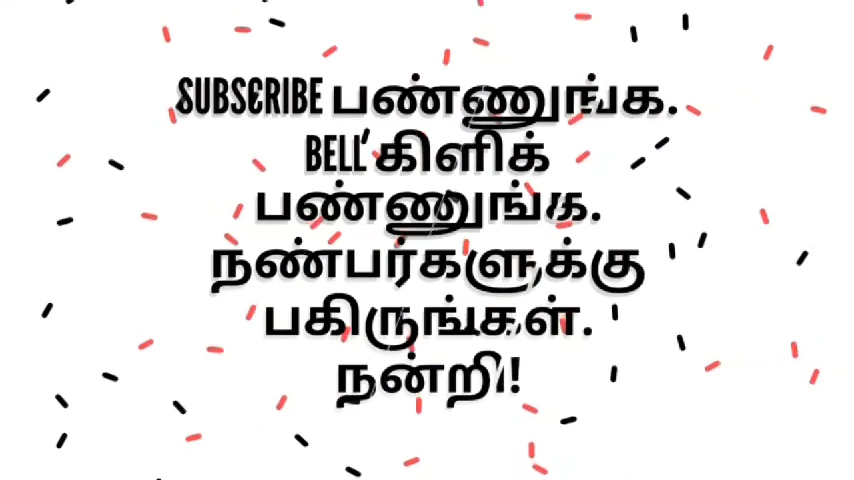 SUBSCRIBE பண்ணுங்க.
BELL கிளிக்
பண்ணுங்க.
நண்பர்களுக்கு
பகிருங்கள்.
நன்றி!